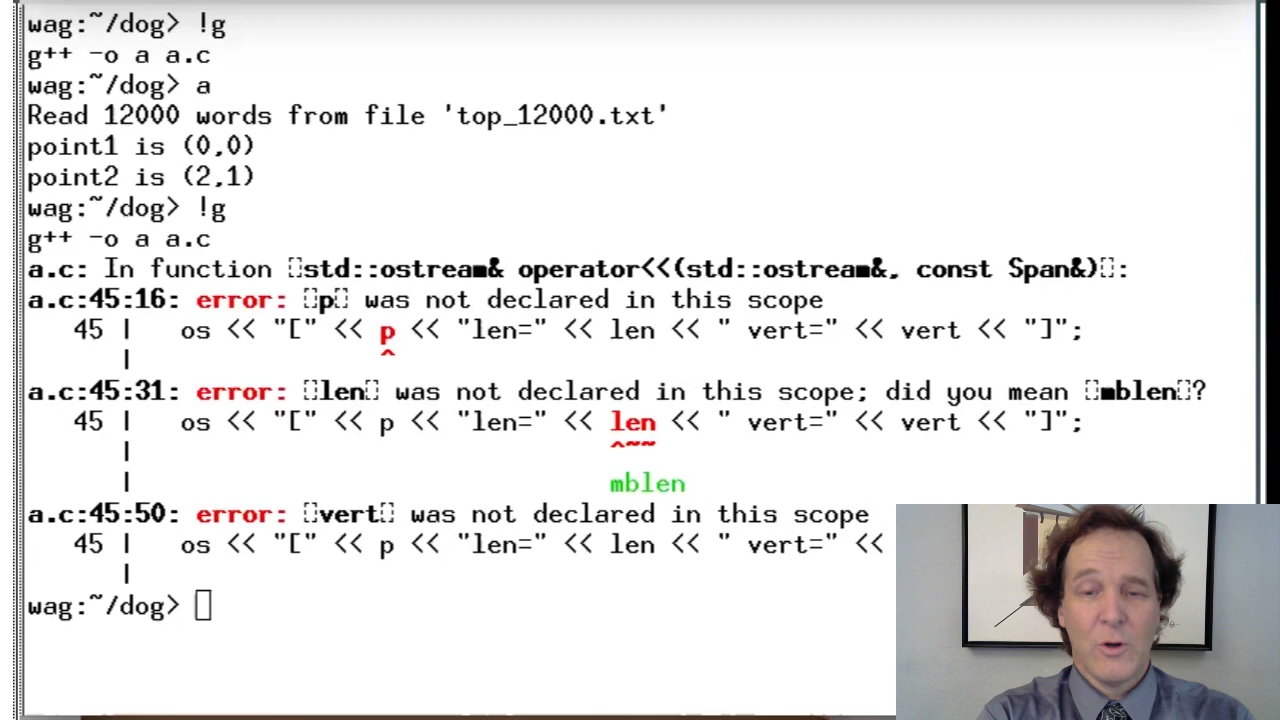 wag:~/dog> !g
g++ -o a a.c
wag:~/dog> a
Read 12000 words from file 'top_12000.txt'
point1 is (0,0)
point2 is (2,1)
wag:~/dog> !g
g++ -o a a.c
a.c: In function std::ostream& operator<<(std::ostream&, const Span&):
a.c:45:16: error: p was not declared in this scope
45 | os << "[" << p << "len=" << len << " vert=" << vert << "]";
| ^
a.c:45:31: error: len was not declared in this scope; did you mean mblen?
45 | os << "[" << p << "len=" << len << " vert=" << vert << "]";
| ^~~
| mblen
a.c:45:50: error: vert was not declared in this scope
45 | os << "[" << p << "len=" << len << " vert=" <<
|
wag:~/dog>